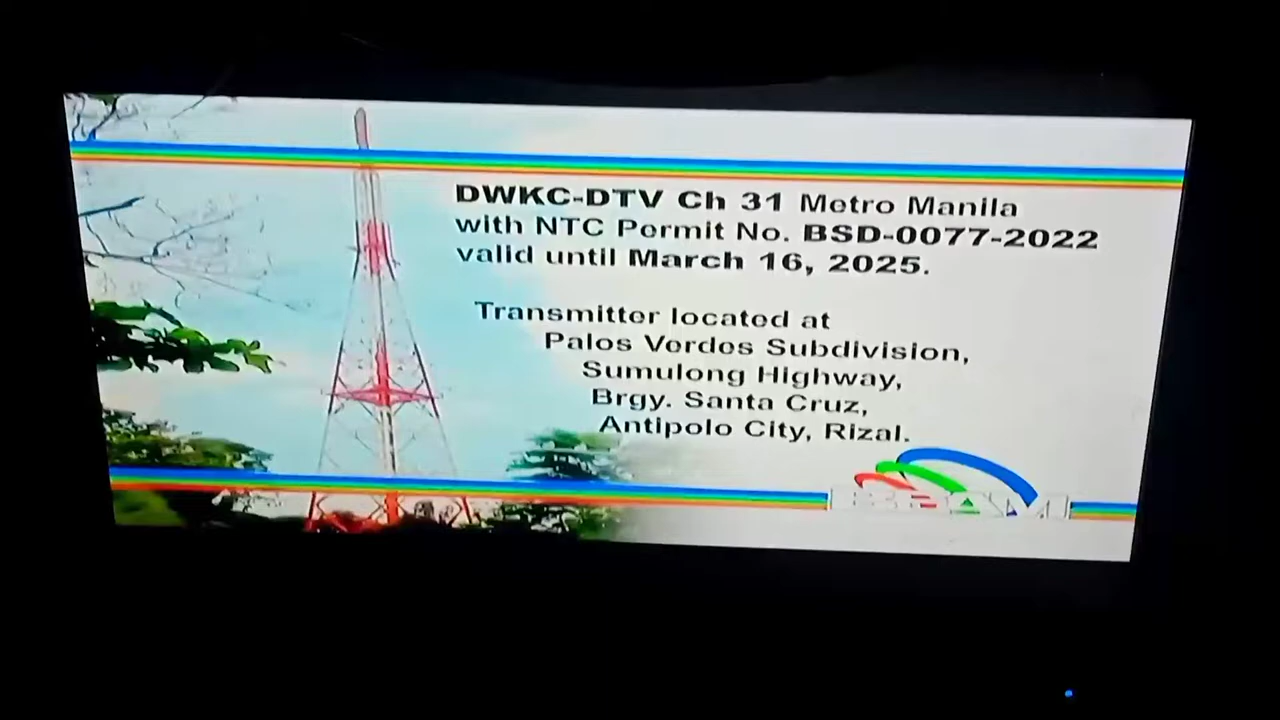 DWKC-DTV Ch 31 Metro Manila
with NTC Permit No. BSD-0077-2022
valid until March 16, 2025.
Transmitter located at
Palos Verdes Subdivision,
Sumulong Highway,
Brgy. Santa Cruz,
Antipolo City, Rizal.
BEAM